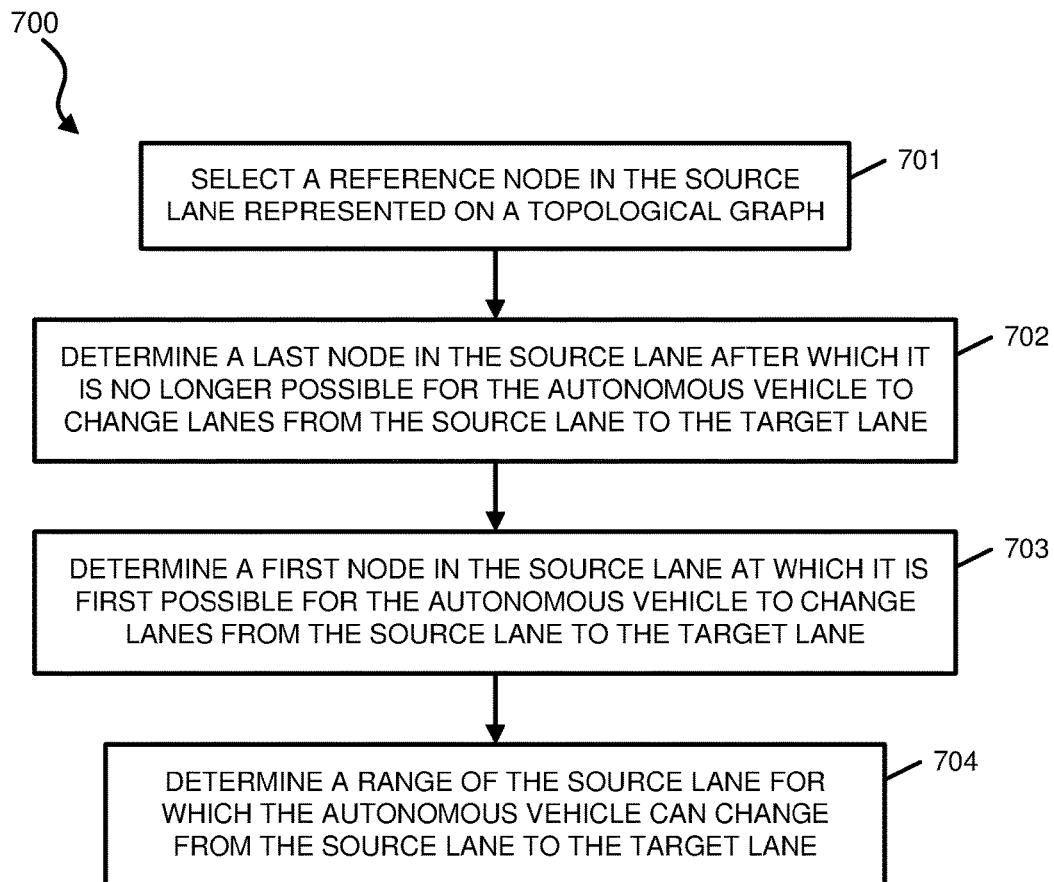 700
SELECT A REFERENCE NODE IN THE SOURCE
LANE REPRESENTED ON A TOPOLOGICAL GRAPH
701
DETERMINE A LAST NODE IN THE SOURCE LANE AFTER WHICH IT
IS NO LONGER POSSIBLE FOR THE AUTONOMOUS VEHICLE TO
CHANGE LANES FROM THE SOURCE LANE TO THE TARGET LANE
702
DETERMINE A FIRST NODE IN THE SOURCE LANE AT WHICH IT IS
FIRST POSSIBLE FOR THE AUTONOMOUS VEHICLE TO CHANGE
LANES FROM THE SOURCE LANE TO THE TARGET LANE
703
DETERMINE A RANGE OF THE SOURCE LANE FOR
WHICH THE AUTONOMOUS VEHICLE CAN CHANGE
FROM THE SOURCE LANE TO THE TARGET LANE
704